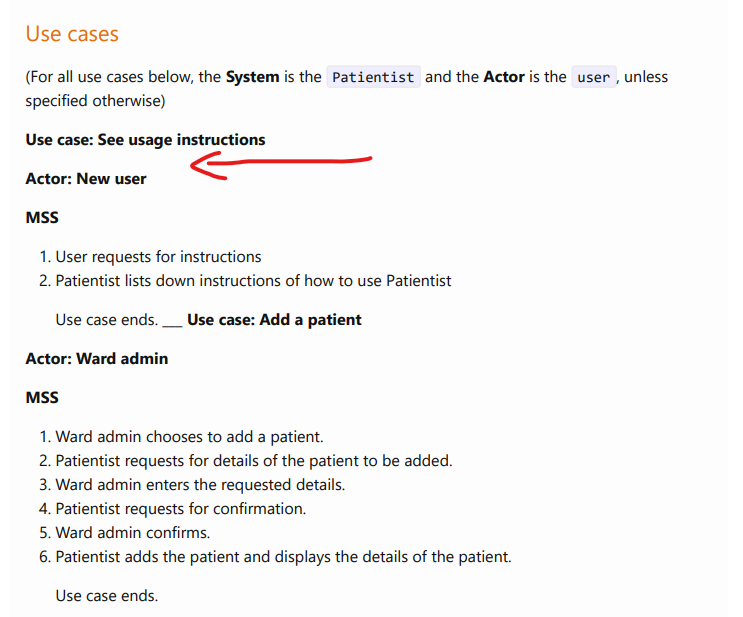 Use cases
(For all use cases below, the System is the Patientist and the Actor is the user , unless
specified otherwise)
Use case: See usage instructions
Actor: New user
MSS
1. User requests for instructions
2. Patientist lists down instructions of how to use Patientist
Use case ends. ___ Use case: Add a patient
Actor: Ward admin
MSS
1. Ward admin chooses to add a patient.
2. Patientist requests for details of the patient to be added.
3. Ward admin enters the requested details.
4. Patientist requests for confirmation.
5. Ward admin confirms.
6. Patientist adds the patient and displays the details of the patient.
Use case ends.